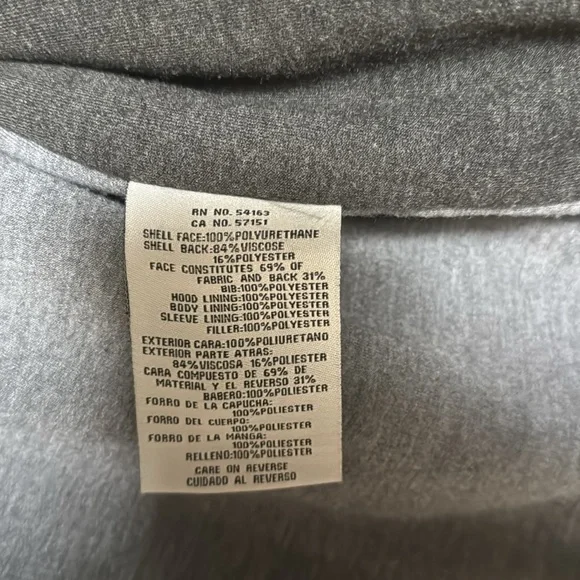 RN NO. 54163
CA NO. 57151
SHELL FACE:100%POLYURETHANE
SHELL BACK:84%VISCOSE
16%POLYESTER
FACE CONSTITUTES 69% OF
FABRIC AND BACK 31%
BIB:100%POLYESTER
HOOD LINING:100%POLYESTER
BODY LINING:100%POLYESTER
SLEEVE LINING:100%POLYESTER
FILLER:100%POLYESTER
EXTERIOR CARA:100%POLIURETANO
EXTERIOR PARTE ATRAS:
84%VISCOSA 16%POLIESTER
CARA COMPUESTO DE 69% DE
MATERIAL Y EL REVERSO 31%
BABERO:100%POLIESTER
FORRO DE LA CAPUCHA:
100%POLIESTER
FORRO DEL CUERPO:
100%POLIESTER
FORRO DE LA MANGA:
100%POLIESTER
RELLENO:100%POLIESTER
CARE ON REVERSE
CUIDADO AL REVERSO